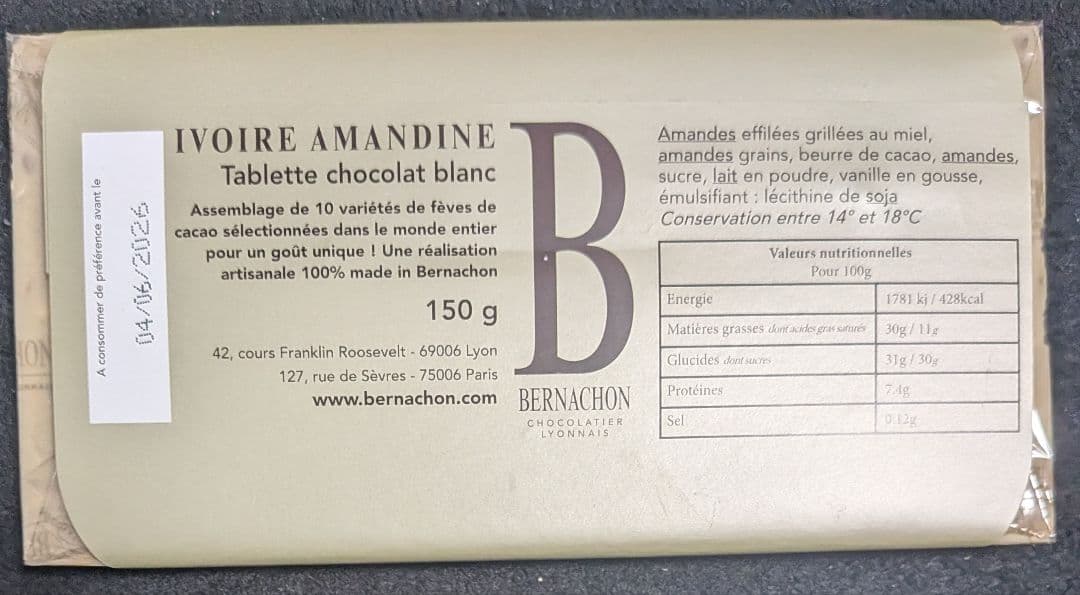 A consommer de préférence avant le
04/06/2026
IVOIRE AMANDINE
Tablette chocolat blanc
Assemblage de 10 variétés de fèves de
cacao sélectionnées dans le monde entier
pour un goût unique ! Une réalisation
artisanale 100% made in Bernachon
150 g
42, cours Franklin Roosevelt - 69006 Lyon
127, rue de Sèvres - 75006 Paris
www.bernachon.com
B
BERNACHON
CHOCOLATIER
LYONNAIS
Amandes effilées grillées au miel,
amandes grains, beurre de cacao, amandes,
sucre, lait en poudre, vanille en gousse,
émulsifiant : lécithine de soja
Conservation entre 14° et 18°C
Valeurs nutritionnelles
Pour 100g
Energie 1781 kj / 428kcal
Matières grasses dont acides gras saturés 30g / 11g
Glucides dont sucres 31g / 30g
Protéines 7.4g
Sel 0.12g